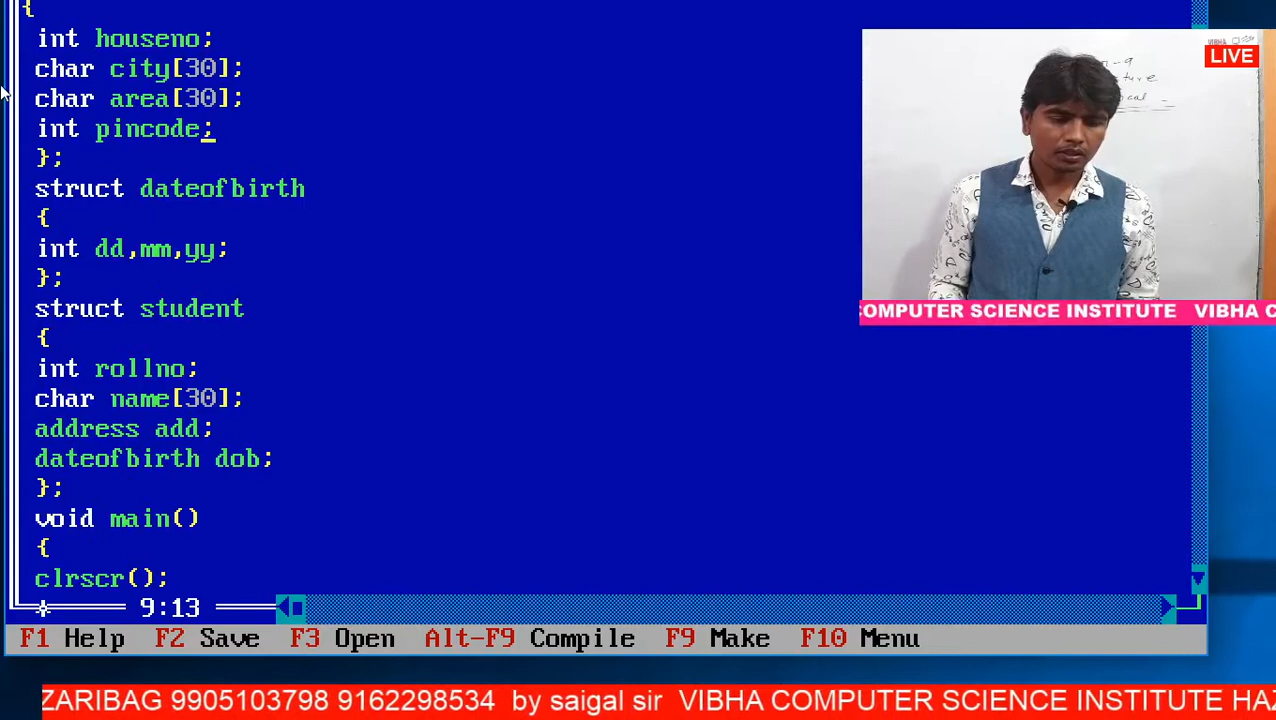 {
int houseno;
char city[30];
char area[30];
int pincode;
};
struct dateofbirth
{
int dd,mm,yy;
};
struct student
{
int rollno;
char name[30];
address add;
dateofbirth dob;
};
void main()
{
clrscr();
9:13
F1 Help F2 Save F3 Open Alt-F9 Compile F9 Make F10 Menu
LIVE
COMPUTER SCIENCE INSTITUTE VIBHA C
ZARIBAG 9905103798 9162298534 by saigal sir VIBHA COMPUTER SCIENCE INSTITUTE HAZ